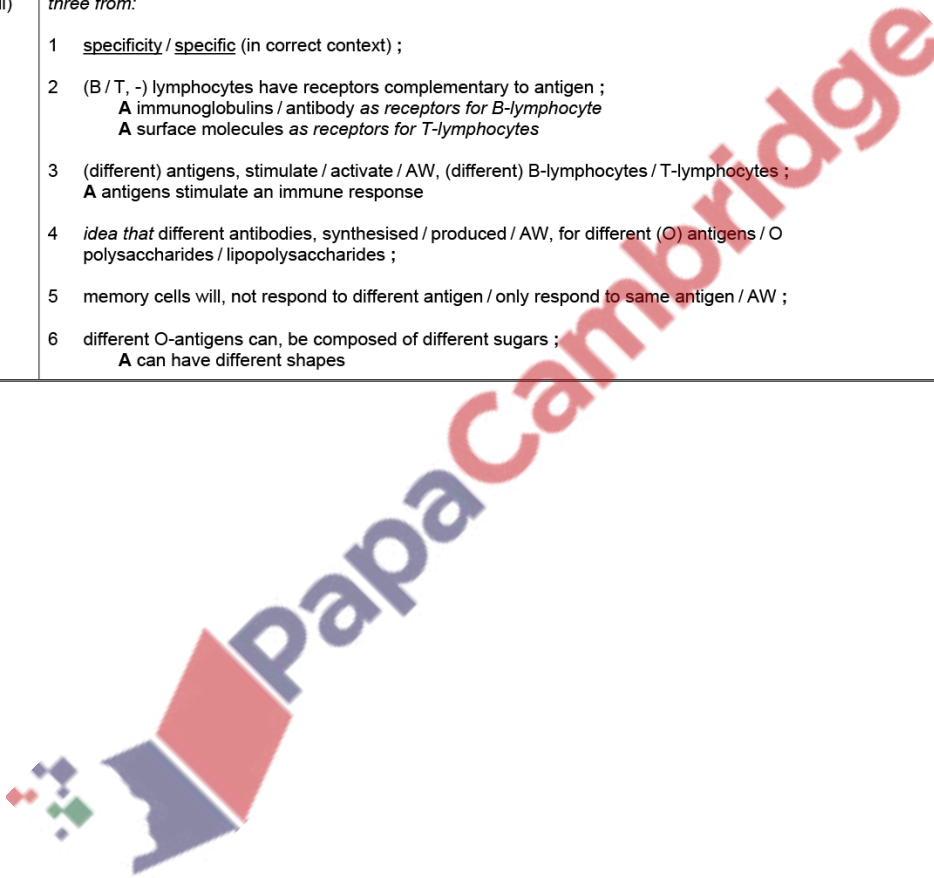 three from:
1 specificity / specific (in correct context) ;
2 (B / T, -) lymphocytes have receptors complementary to antigen ;
A immunoglobulins / antibody as receptors for B-lymphocyte
A surface molecules as receptors for T-lymphocytes
3 (different) antigens, stimulate / activate / AW, (different) B-lymphocytes / T-lymphocytes ;
A antigens stimulate an immune response
4 idea that different antibodies, synthesised / produced / AW, for different (O) antigens / O
polysaccharides / lipopolysaccharides ;
5 memory cells will, not respond to different antigen / only respond to same antigen / AW ;
6 different O-antigens can, be composed of different sugars ;
A can have different shapes
PapaCambridge